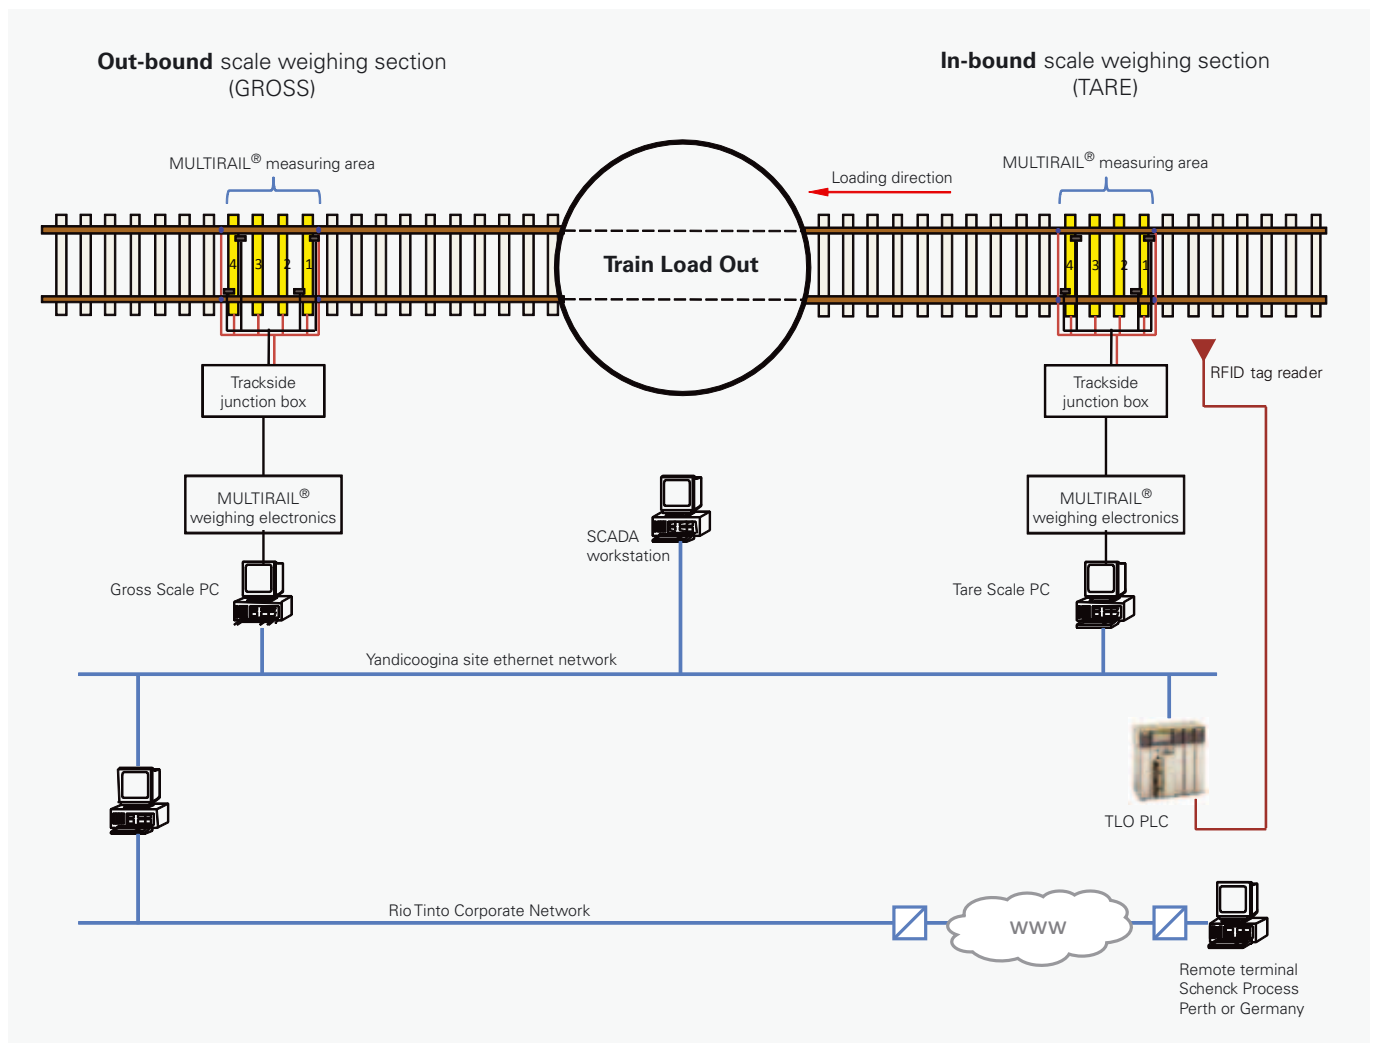 Out-bound scale weighing section
(GROSS)
In-bound scale weighing section
(TARE)
MULTIRAIL® measuring area
MULTIRAIL® measuring area
Loading direction
4 3 2 1
Train Load Out
4 3 2 1
Trackside
junction box
Trackside
junction box
RFID tag reader
MULTIRAIL®
weighing electronics
MULTIRAIL®
weighing electronics
SCADA
workstation
Gross Scale PC
Tare Scale PC
Yandicoogina site ethernet network
TLO PLC
Rio Tinto Corporate Network
www
Remote terminal
Schenck Process
Perth or Germany